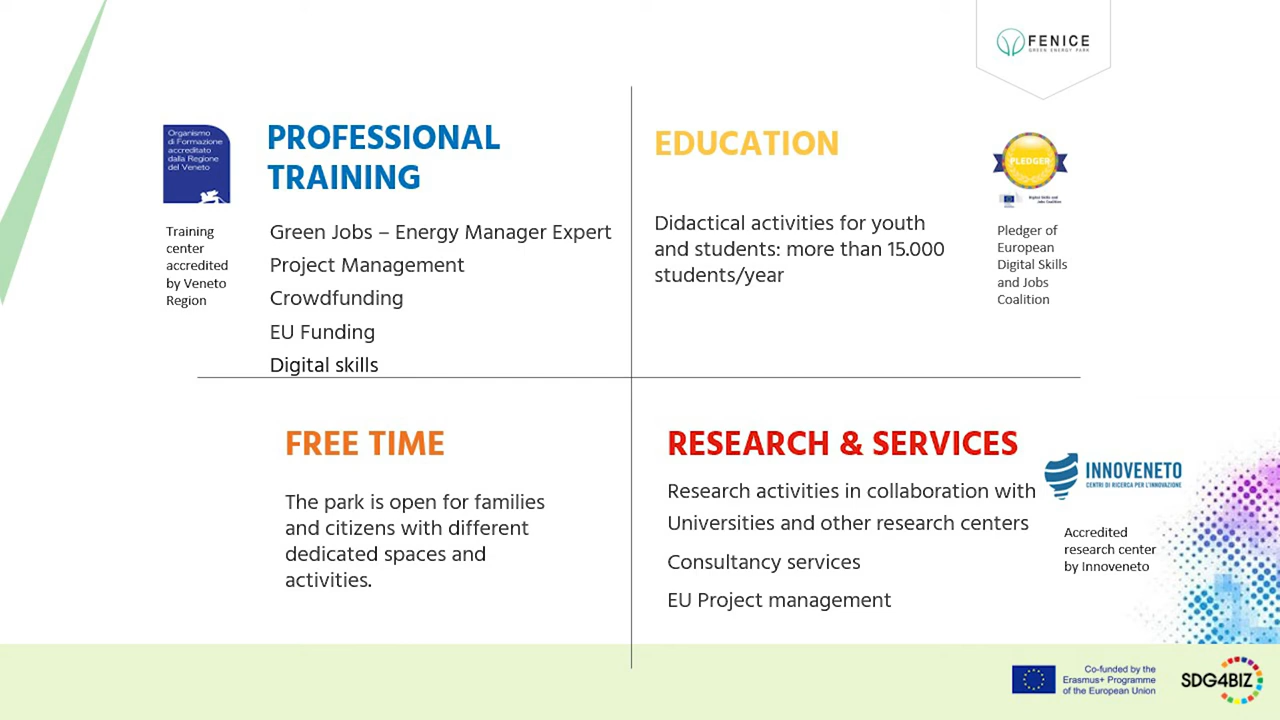 FENICE
GREEN ENERGY PARK
Organismo
di Formazione
accreditato
dalla Regione
del Veneto
Training
center
accredited
by Veneto
Region
PROFESSIONAL
TRAINING
Green Jobs – Energy Manager Expert
Project Management
Crowdfunding
EU Funding
Digital skills
EDUCATION
Didactical activities for youth
and students: more than 15.000
students/year
PLEDGER
Digital Skills and
Jobs Coalition
Pledger of
European
Digital Skills
and Jobs
Coalition
FREE TIME
The park is open for families
and citizens with different
dedicated spaces and
activities.
RESEARCH & SERVICES
Research activities in collaboration with
Universities and other research centers
Consultancy services
EU Project management
INNOVENETO
CENTRI DI RICERCA PER L'INNOVAZIONE
Accredited
research center
by Innoveneto
Co-funded by the
Erasmus+ Programme
of the European Union
SDG4BIZ